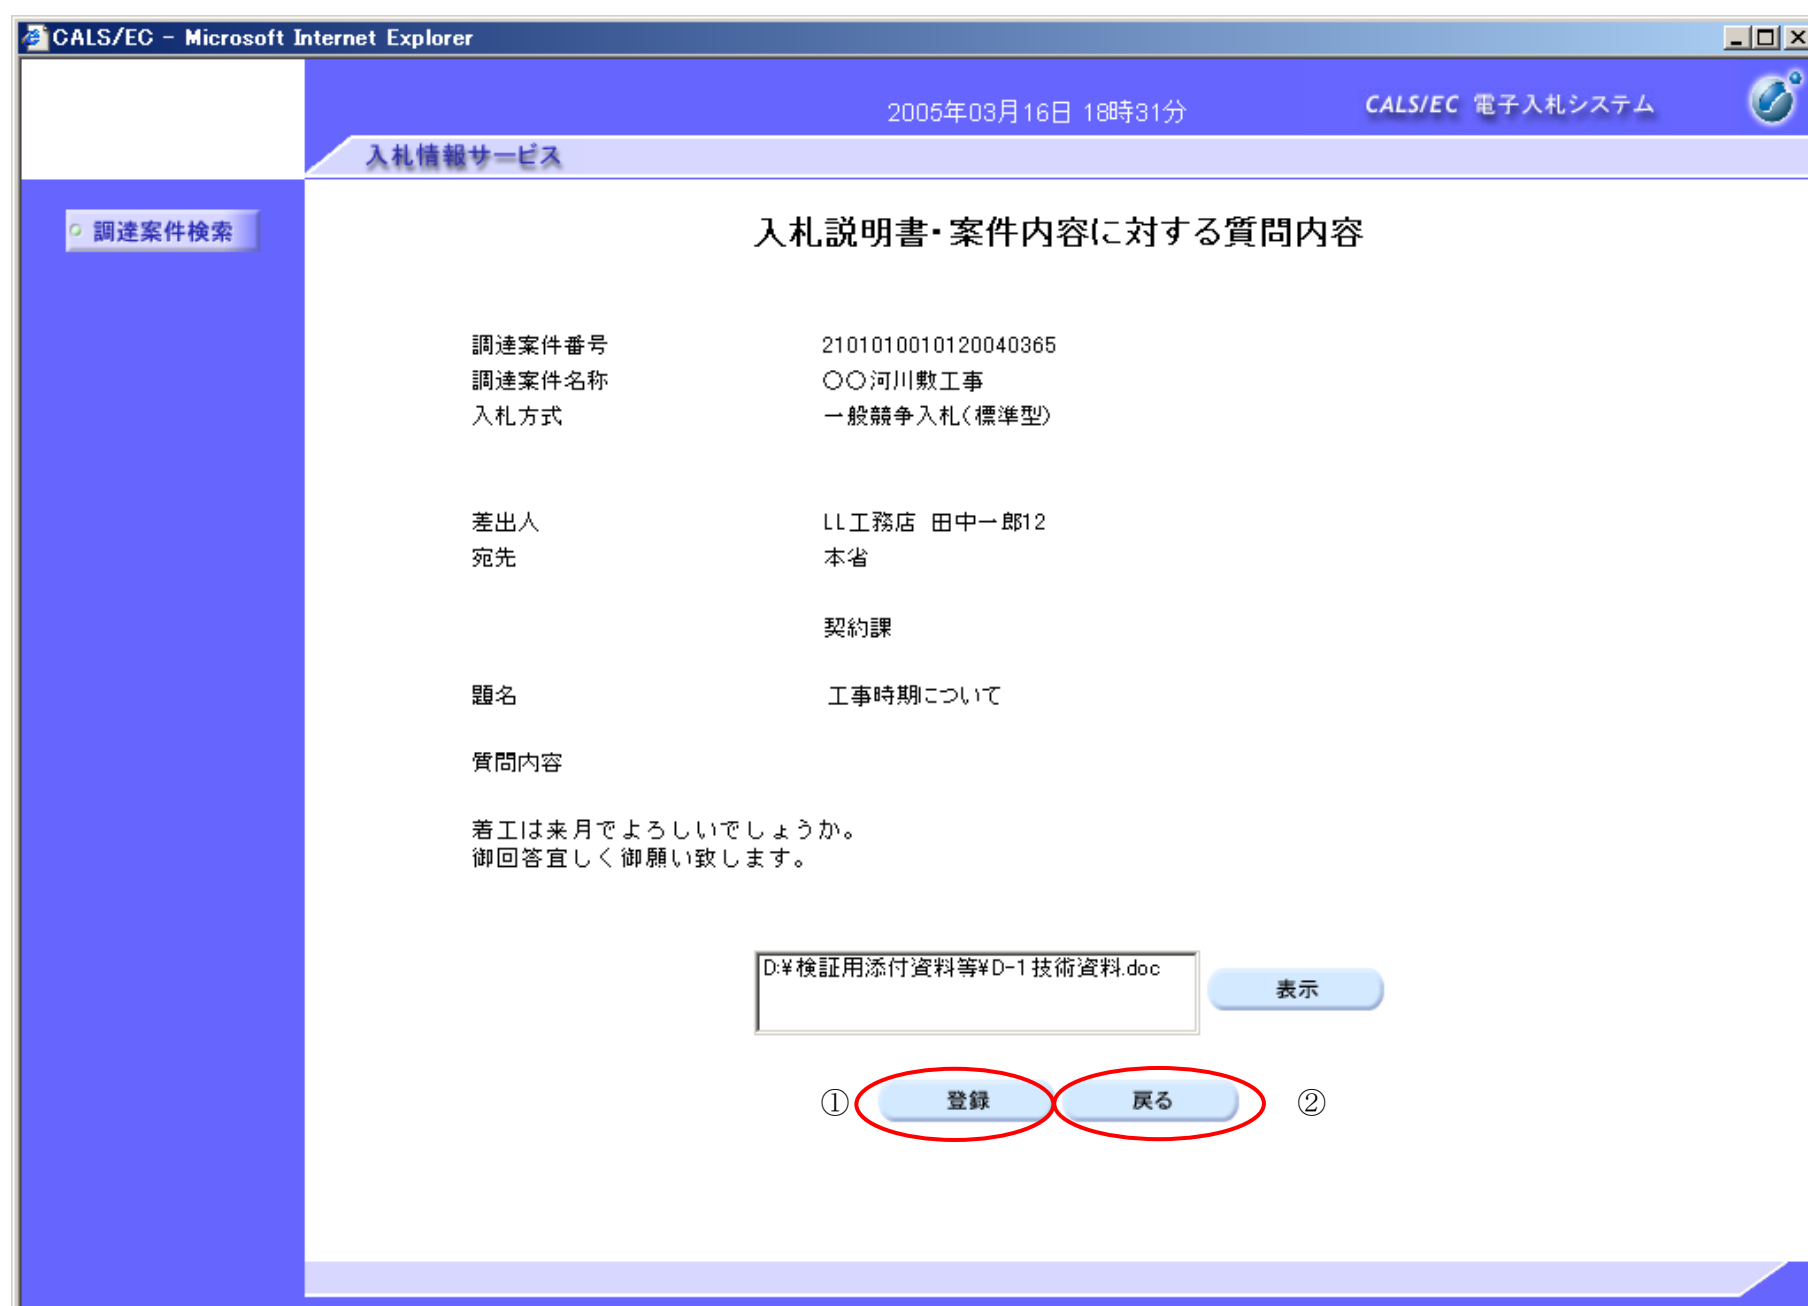 CALS/EC - Microsoft Internet Explorer
2005年03月16日 18時31分
CALS/EC 電子入札システム
入札情報サービス
調達案件検索
入札説明書・案件内容に対する質問内容
調達案件番号 2101010010120040365
調達案件名称 〇〇河川敷工事
入札方式 一般競争入札(標準型)
差出人 LL工務店 田中一郎12
宛先 本省
契約課
題名 工事時期について
質問内容
着工は来月でよろしいでしょうか。
御回答宜しく御願い致します。
D:¥検証用添付資料等¥D-1技術資料.doc
表示
① 登録 戻る ②